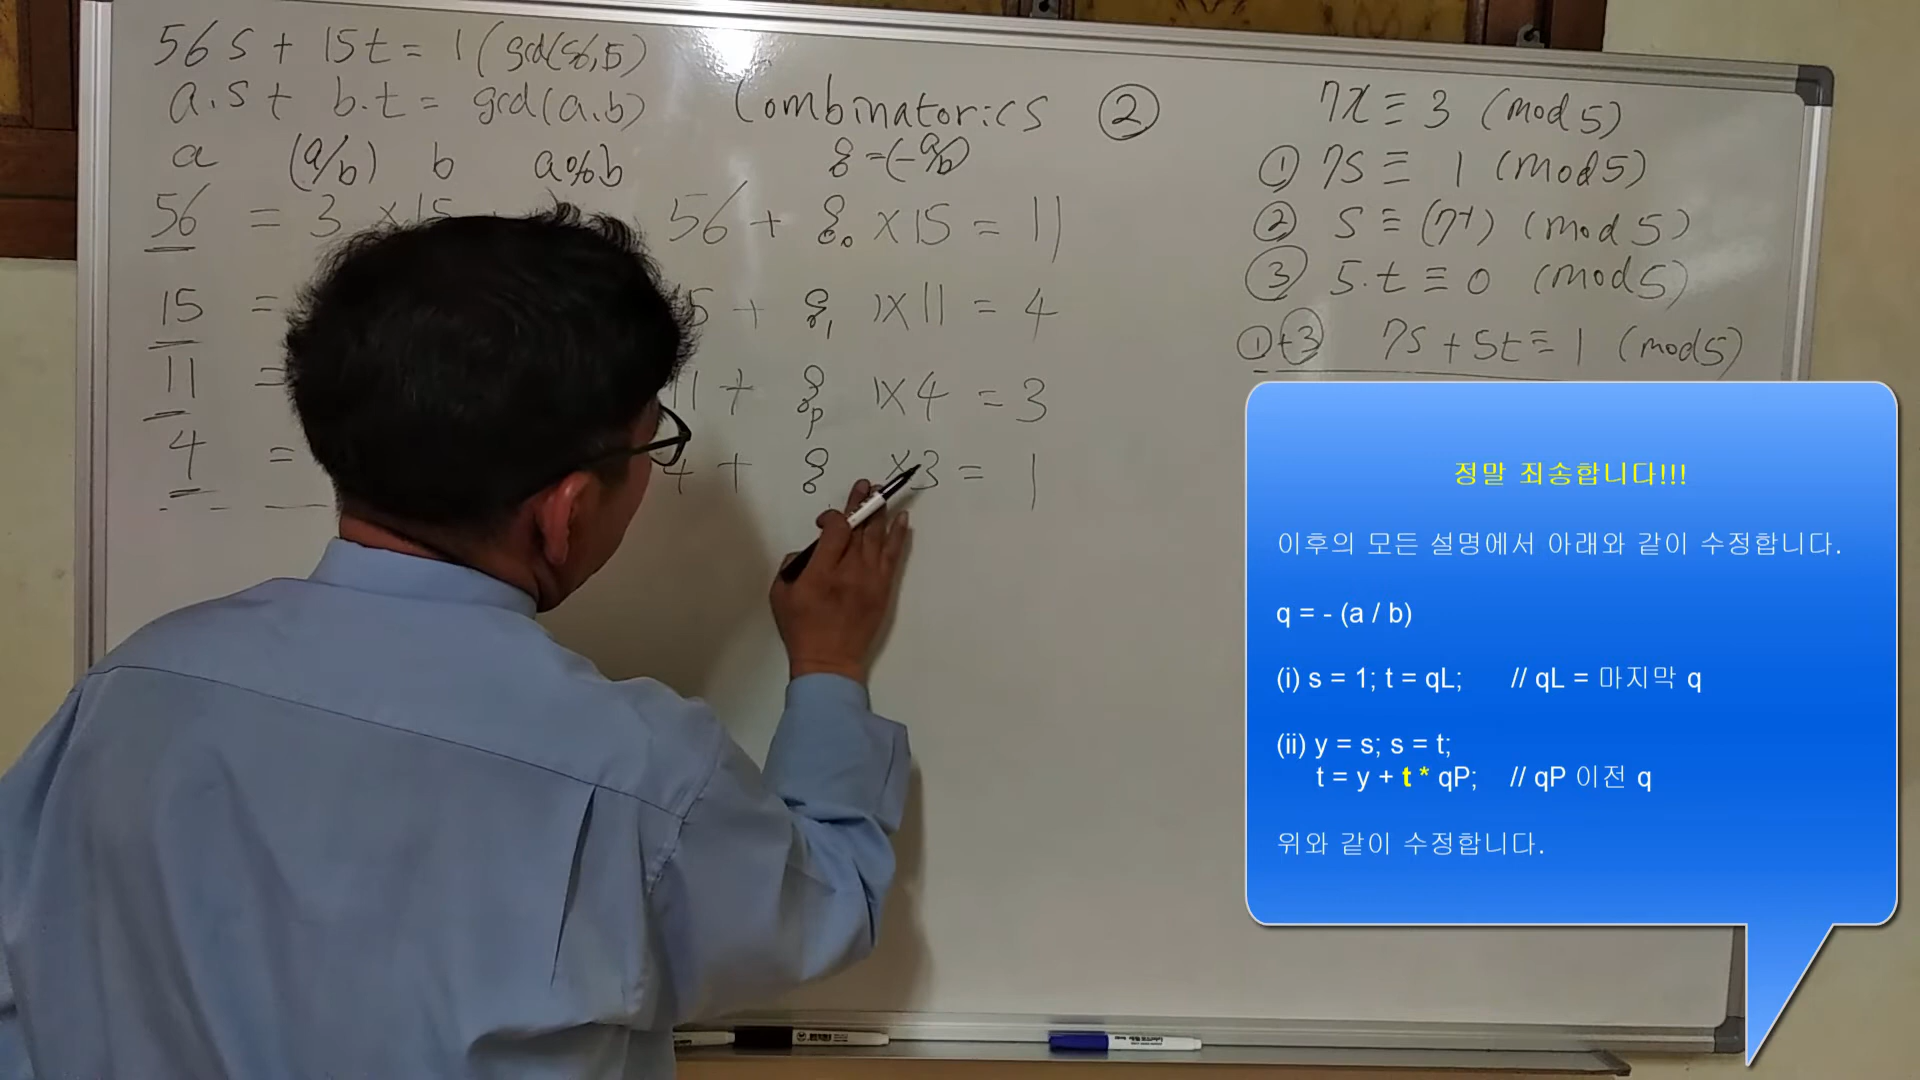 56 s + 15 t = 1 (gcd(56,15)
a.s + b.t = gcd(a.b)
Combinatorics ②
a (a/b) b a%b
q = (-a/b)
56 = 3 × 15
56 + q₀ × 15 = 11
15 =
5 + q₁ )× 11 = 4
11 =
11 + qₚ )× 4 = 3
4 =
4 + q × 3 = 1
7x ≡ 3 (mod 5)
① 7s ≡ 1 (mod 5)
② s ≡ (7⁻¹) (mod 5)
③ 5.t ≡ 0 (mod 5)
①+③ 7s + 5t ≡ 1 (mod 5)
정말 죄송합니다!!!
이후의 모든 설명에서 아래와 같이 수정합니다.
q = - (a / b)
(i) s = 1; t = qL; // qL = 마지막 q
(ii) y = s; s = t;
t = y + t * qP; // qP 이전 q
위와 같이 수정합니다.